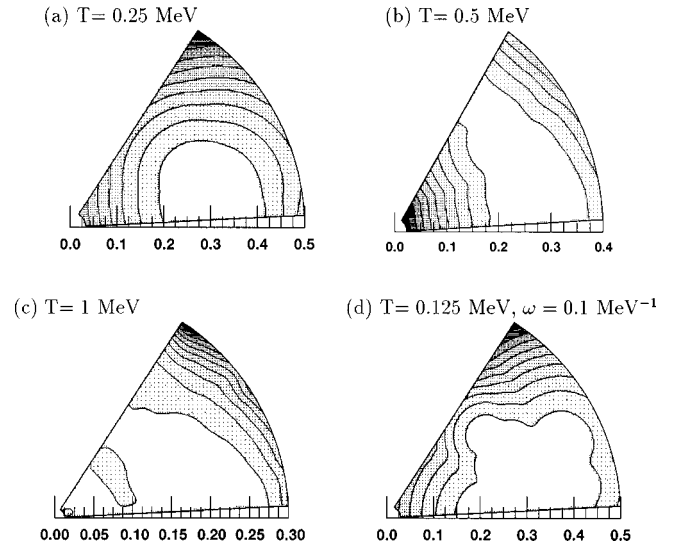 (a) T= 0.25 MeV
(b) T= 0.5 MeV
0.0 0.1 0.2 0.3 0.4 0.5
0.0 0.1 0.2 0.3 0.4
(c) T= 1 MeV
(d) T= 0.125 MeV, ω = 0.1 MeV⁻¹
0.00 0.05 0.10 0.15 0.20 0.25 0.30
0.0 0.1 0.2 0.3 0.4 0.5